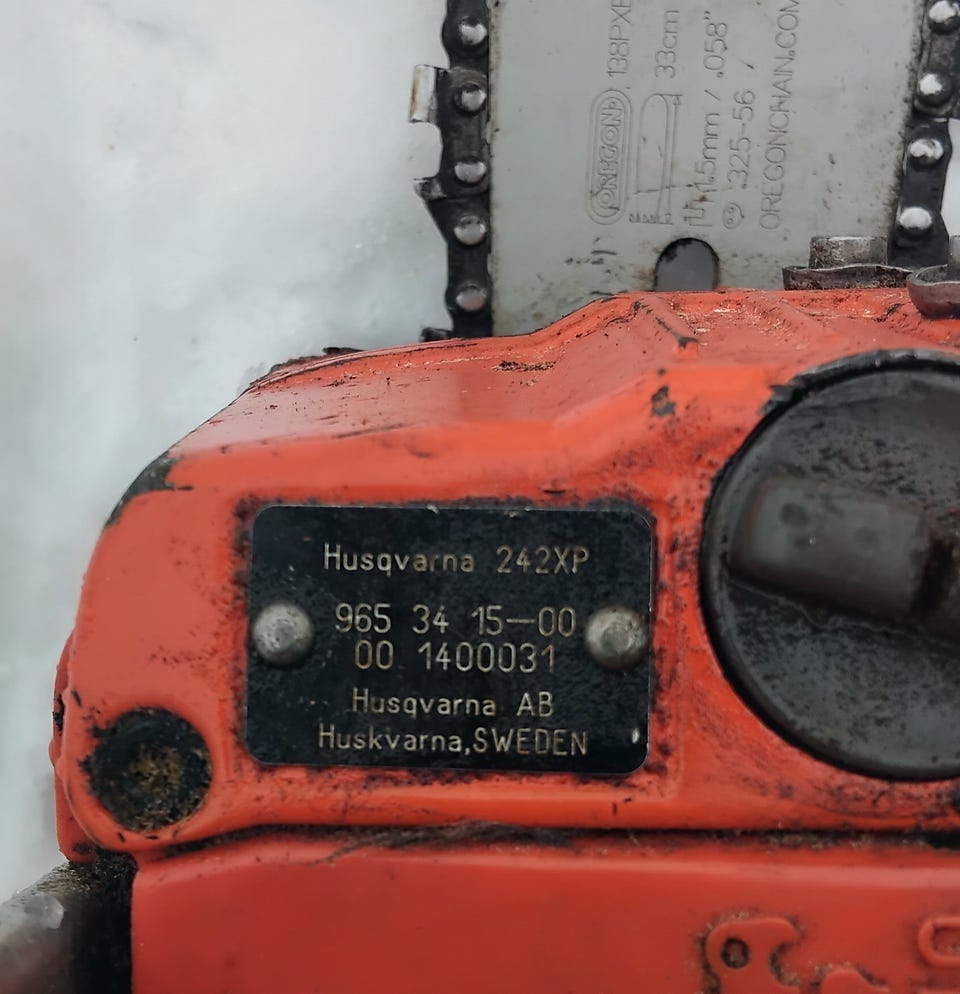 OREGON 138PXB
33cm
1.5mm / .058"
.325-56 /
OREGONCHAIN.COM
Husqvarna 242XP
965 34 15—00
00 1400031
Husqvarna AB
Huskvarna,SWEDEN